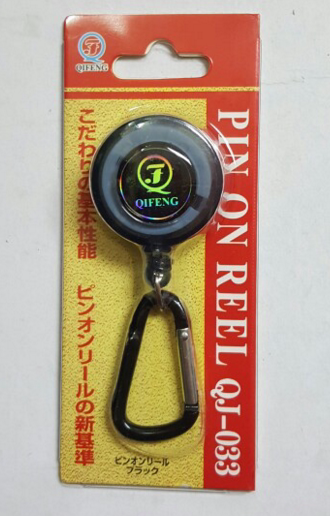 QIFENG
PIN ON REEL QJ-033
こだわりの基本性能
ピンオンリールの新基準
QIFENG
ピンオンリール
ブラック